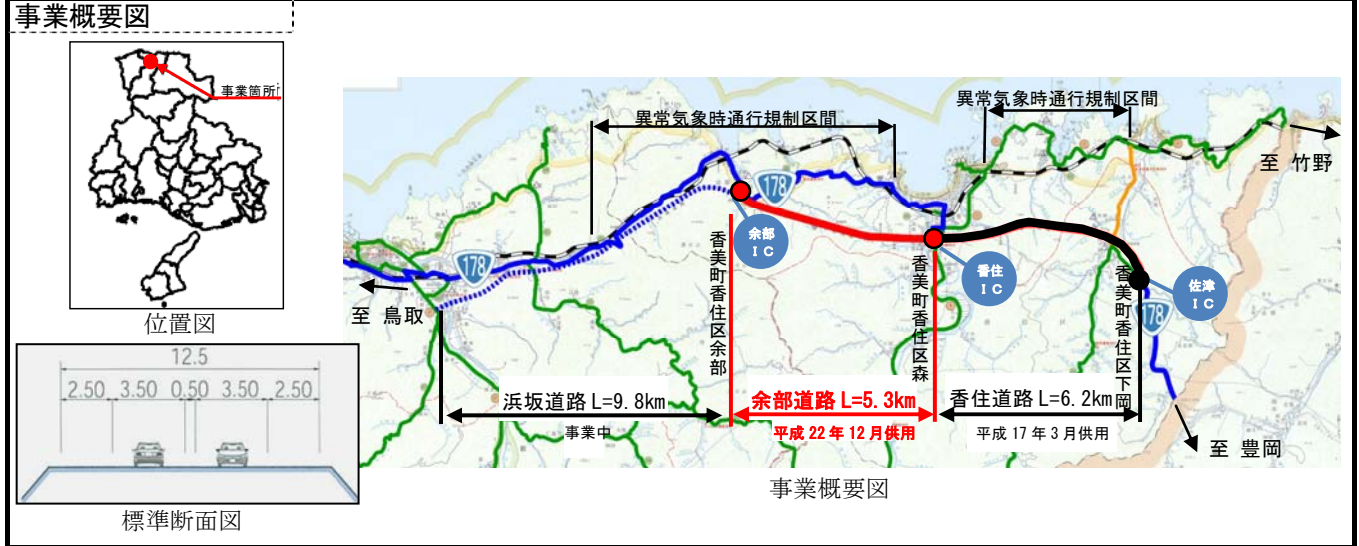 事業概要図
事業箇所
位置図
12.5
2.50 3.50 0.50 3.50 2.50
標準断面図
異常気象時通行規制区間
異常気象時通行規制区間
至 竹野
178
余部
IC
香住
IC
佐津
IC
178
178
至 鳥取
至 豊岡
香美町香住区余部
香美町香住区森
香美町香住区下岡
浜坂道路 L=9.8km
事業中
余部道路 L=5.3km
平成 22 年 12 月供用
香住道路 L=6.2km
平成 17 年 3 月供用
事業概要図